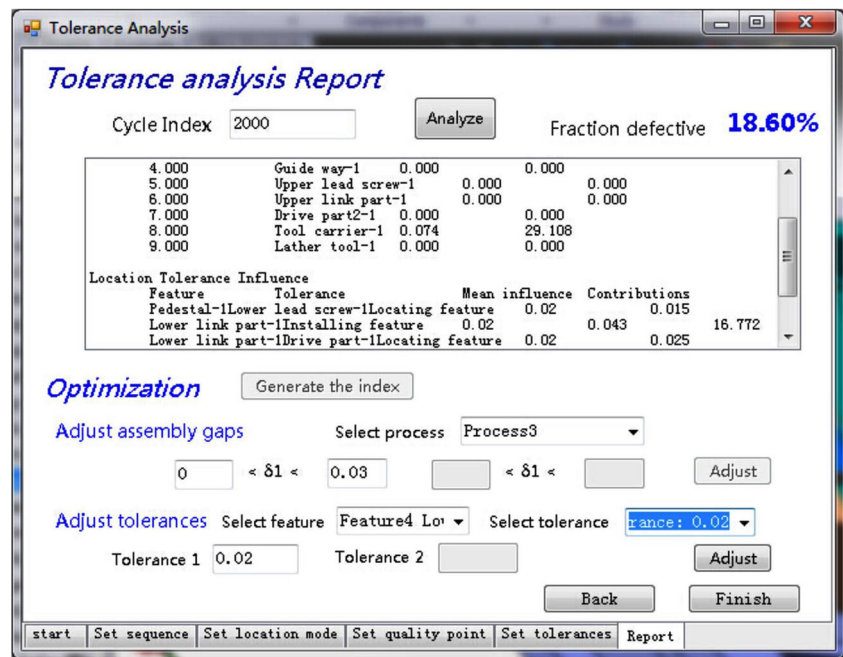 Tolerance Analysis
Tolerance analysis Report
Cycle Index 2000 Analyze Fraction defective 18.60%
4.000 Guide way-1 0.000 0.000
5.000 Upper lead screw-1 0.000 0.000
6.000 Upper link part-1 0.000 0.000
7.000 Drive part2-1 0.000 0.000
8.000 Tool carrier-1 0.074 29.108
9.000 Lather tool-1 0.000 0.000
Location Tolerance Influence
Feature Tolerance Mean influence Contributions
Pedestal-1Lower lead screw-1Locating feature 0.02 0.015
Lower link part-1Installing feature 0.02 0.043 16.772
Lower link part-1Drive part-1Locating feature 0.02 0.025
Optimization Generate the index
Adjust assembly gaps Select process Process3
0 < δ1 < 0.03 < δ1 < Adjust
Adjust tolerances Select feature Feature4 Select tolerance rance: 0.02
Tolerance 1 0.02 Tolerance 2 Adjust
Back Finish
start Set sequence Set location mode Set quality point Set tolerances Report